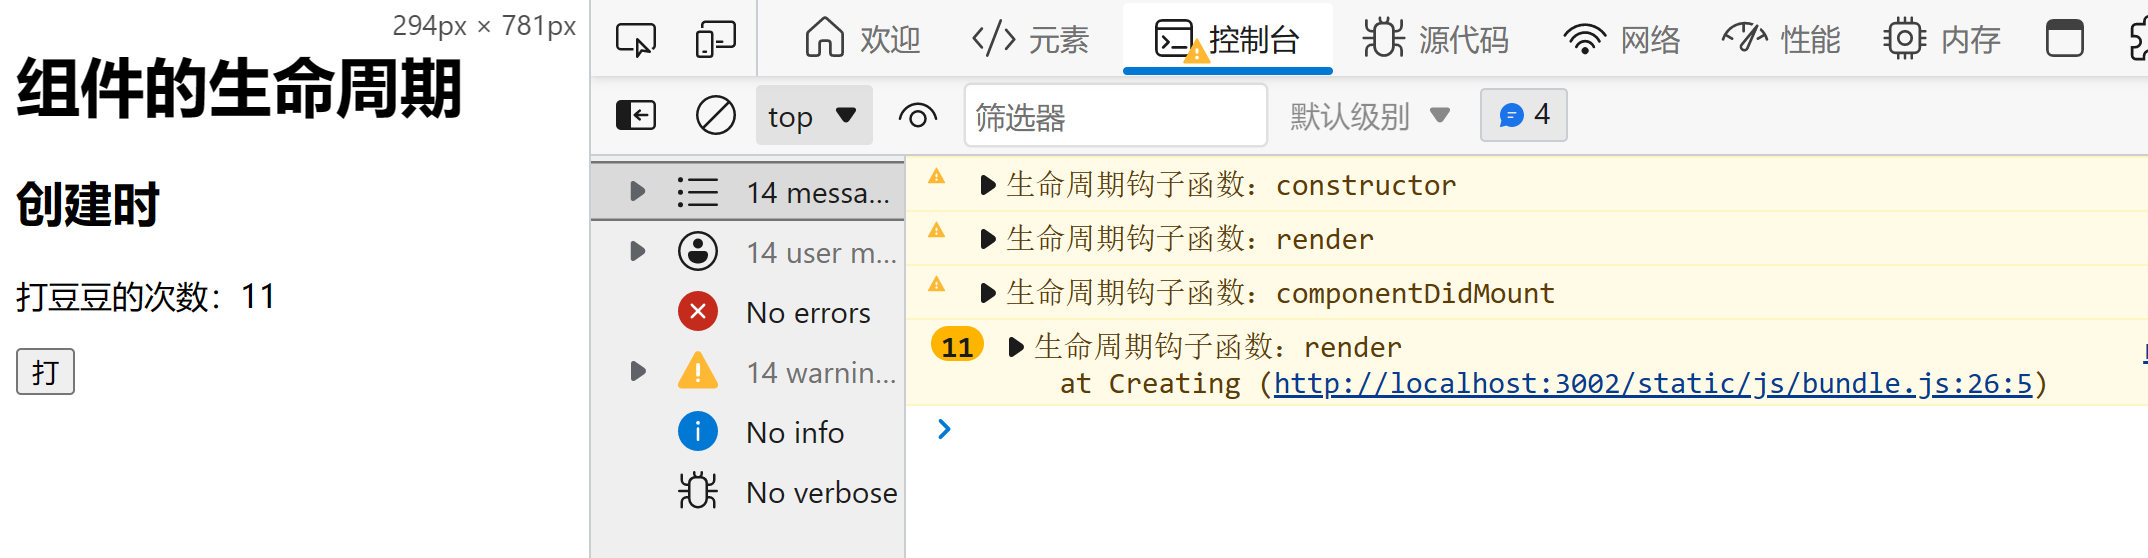 294px × 781px
组件的生命周期
创建时
打豆豆的次数：11
打
欢迎
元素
控制台
源代码
网络
性能
内存
top
筛选器
默认级别
4
14 messa...
14 user m...
No errors
14 warnin...
No info
No verbose
生命周期钩子函数：constructor
生命周期钩子函数：render
生命周期钩子函数：componentDidMount
11 生命周期钩子函数：render
at Creating (http://localhost:3002/static/js/bundle.js:26:5)